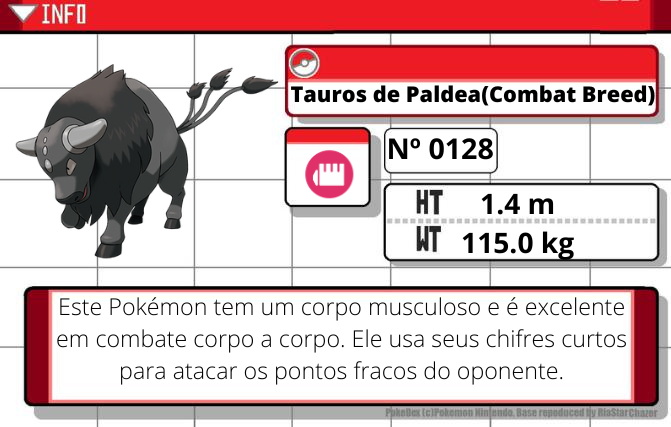 INFO
Tauros de Paldea(Combat Breed)
Nº 0128
HT 1.4 m
WT 115.0 kg
Este Pokémon tem um corpo musculoso e é excelente
em combate corpo a corpo. Ele usa seus chifres curtos
para atacar os pontos fracos do oponente.
PokeDex (c)Pokemon Nintendo. Base reproduced by RiaStarChazer